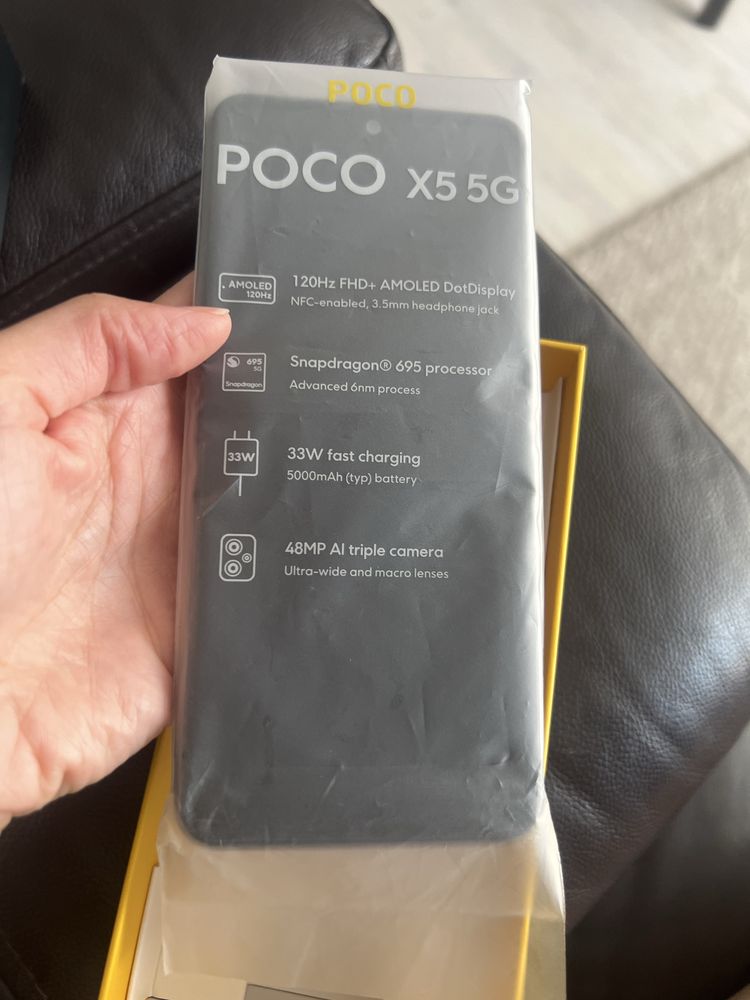 POCO
POCO X5 5G
AMOLED
120Hz
120Hz FHD+ AMOLED DotDisplay
NFC-enabled, 3.5mm headphone jack
695
5G
Snapdragon
Snapdragon® 695 processor
Advanced 6nm process
33W
33W fast charging
5000mAh (typ) battery
48MP AI triple camera
Ultra-wide and macro lenses